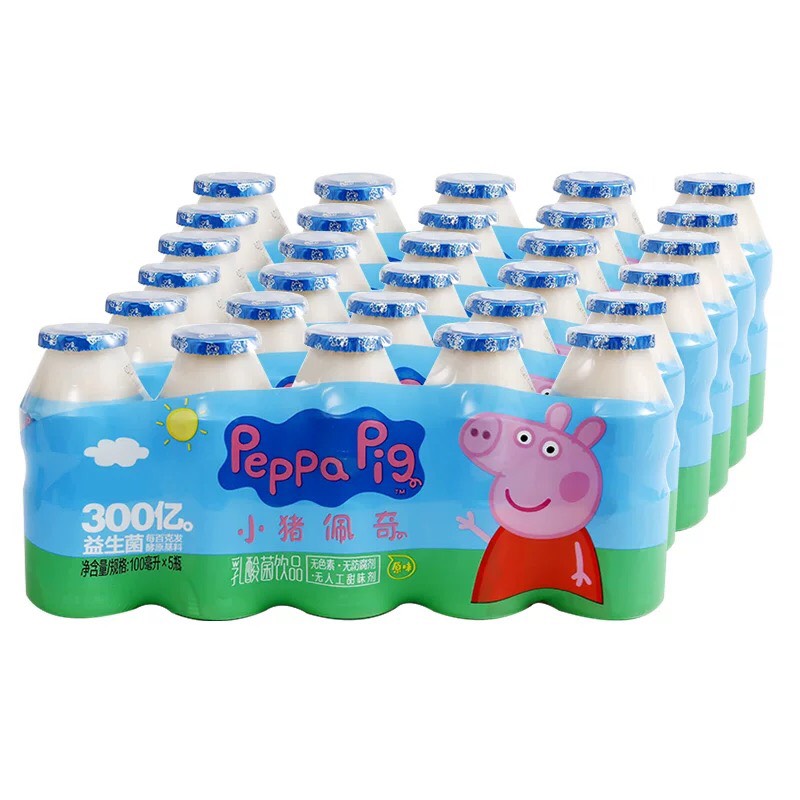 Peppa Pig
TM
小猪佩奇
300亿。
益生菌
每百克发
酵原基料
净含量/规格:100毫升×5瓶
乳酸菌饮品
无色素·无防腐剂
·无人工甜味剂
原味